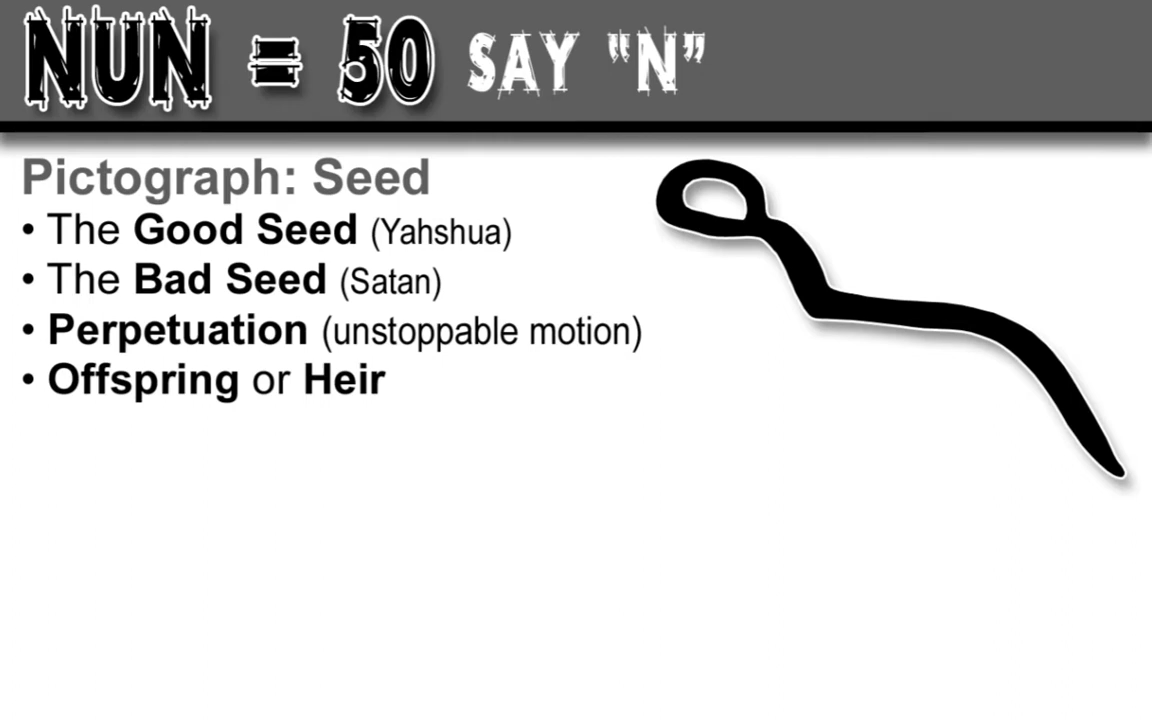 NUN = 50 SAY "N"
Pictograph: Seed
• The Good Seed (Yahshua)
• The Bad Seed (Satan)
• Perpetuation (unstoppable motion)
• Offspring or Heir